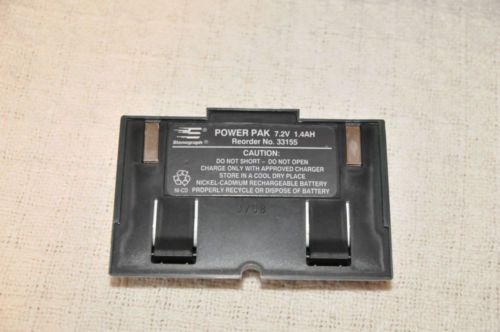 Stenograph®
POWER PAK 7.2V 1.4AH
Reorder No. 33155
CAUTION:
DO NOT SHORT - DO NOT OPEN
CHARGE ONLY WITH APPROVED CHARGER
STORE IN A COOL DRY PLACE
NICKEL-CADMIUM RECHARGEABLE BATTERY
PROPERLY RECYCLE OR DISPOSE OF BATTERY
NI-CD